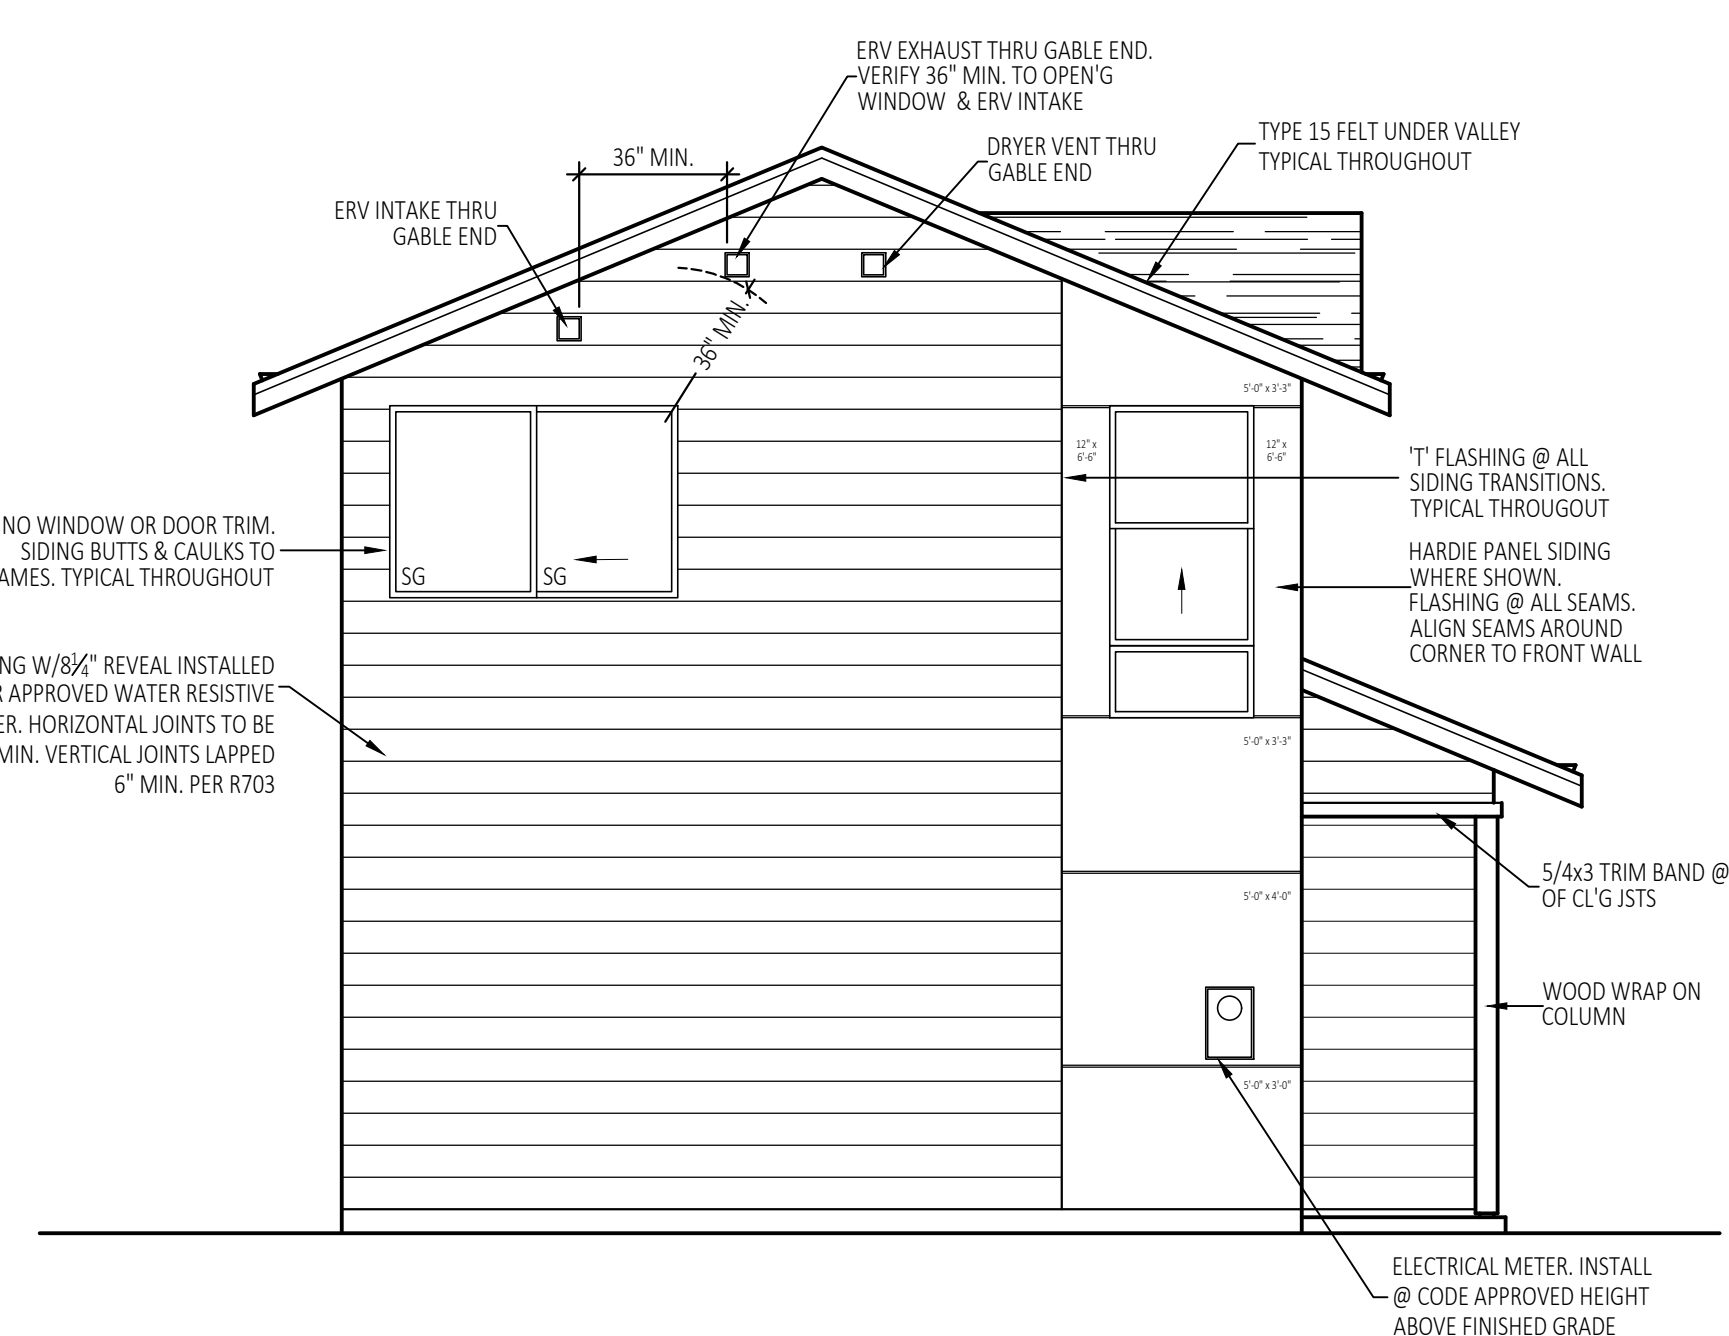 ERV EXHAUST THRU GABLE END.
VERIFY 36" MIN. TO OPEN'G
WINDOW & ERV INTAKE
DRYER VENT THRU
GABLE END
TYPE 15 FELT UNDER VALLEY
TYPICAL THROUGHOUT
36" MIN.
ERV INTAKE THRU
GABLE END
36" MIN.
5'-0" x 3'-3"
12" x
6'-6"
12" x
6'-6"
'T' FLASHING @ ALL
SIDING TRANSITIONS.
TYPICAL THROUGOUT
NO WINDOW OR DOOR TRIM.
SIDING BUTTS & CAULKS TO
AMES. TYPICAL THROUGHOUT
SG
SG
HARDIE PANEL SIDING
WHERE SHOWN.
FLASHING @ ALL SEAMS.
ALIGN SEAMS AROUND
CORNER TO FRONT WALL
NG W/8¼" REVEAL INSTALLED
R APPROVED WATER RESISTIVE
ER. HORIZONTAL JOINTS TO BE
MIN. VERTICAL JOINTS LAPPED
6" MIN. PER R703
5'-0" x 3'-3"
5'-0" x 4'-0"
5/4x3 TRIM BAND @
OF CL'G JSTS
WOOD WRAP ON
COLUMN
5'-0" x 3'-0"
ELECTRICAL METER. INSTALL
@ CODE APPROVED HEIGHT
ABOVE FINISHED GRADE